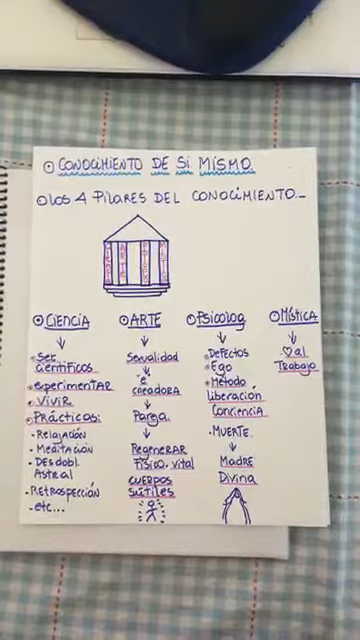 CONOCIMIENTO DE SÍ MISMO
LOS 4 PILARES DEL CONOCIMIENTO_
CIENCIA
Ser
científicos
experimentar
VIVIR
PRÁCTICAS:
- Relajación
- Meditación
- Desdobl.
Astral
- Retrospección
- etc...
ARTE
Sexualidad
e
creadora
Para
Regenerar
Físico, vital
cuerpos
sutiles
Psicolog
Defectos
Ego
Método
liberación
Conciencia
MUERTE
Madre
Divina
Mística
♡ al
Trabajo